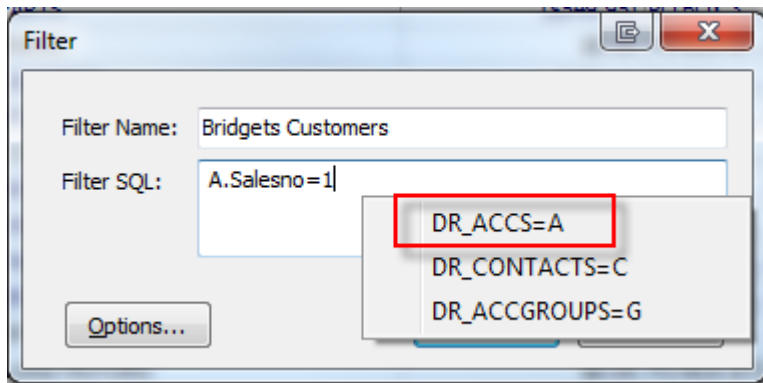 Filter
Filter Name: Bridgets Customers
Filter SQL: A.Salesno=1
DR_ACCS=A
DR_CONTACTS=C
DR_ACCGROUPS=G
Options...